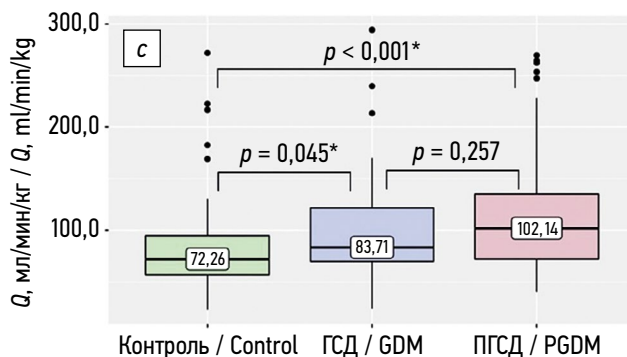 300,0
c
p < 0,001*
200,0
p = 0,045*
p = 0,257
100,0
72,26
83,71
102,14
Q, мл/мин/кг / Q, ml/min/kg
Контроль / Control
ГСД / GDM
ПГСД / PGDM